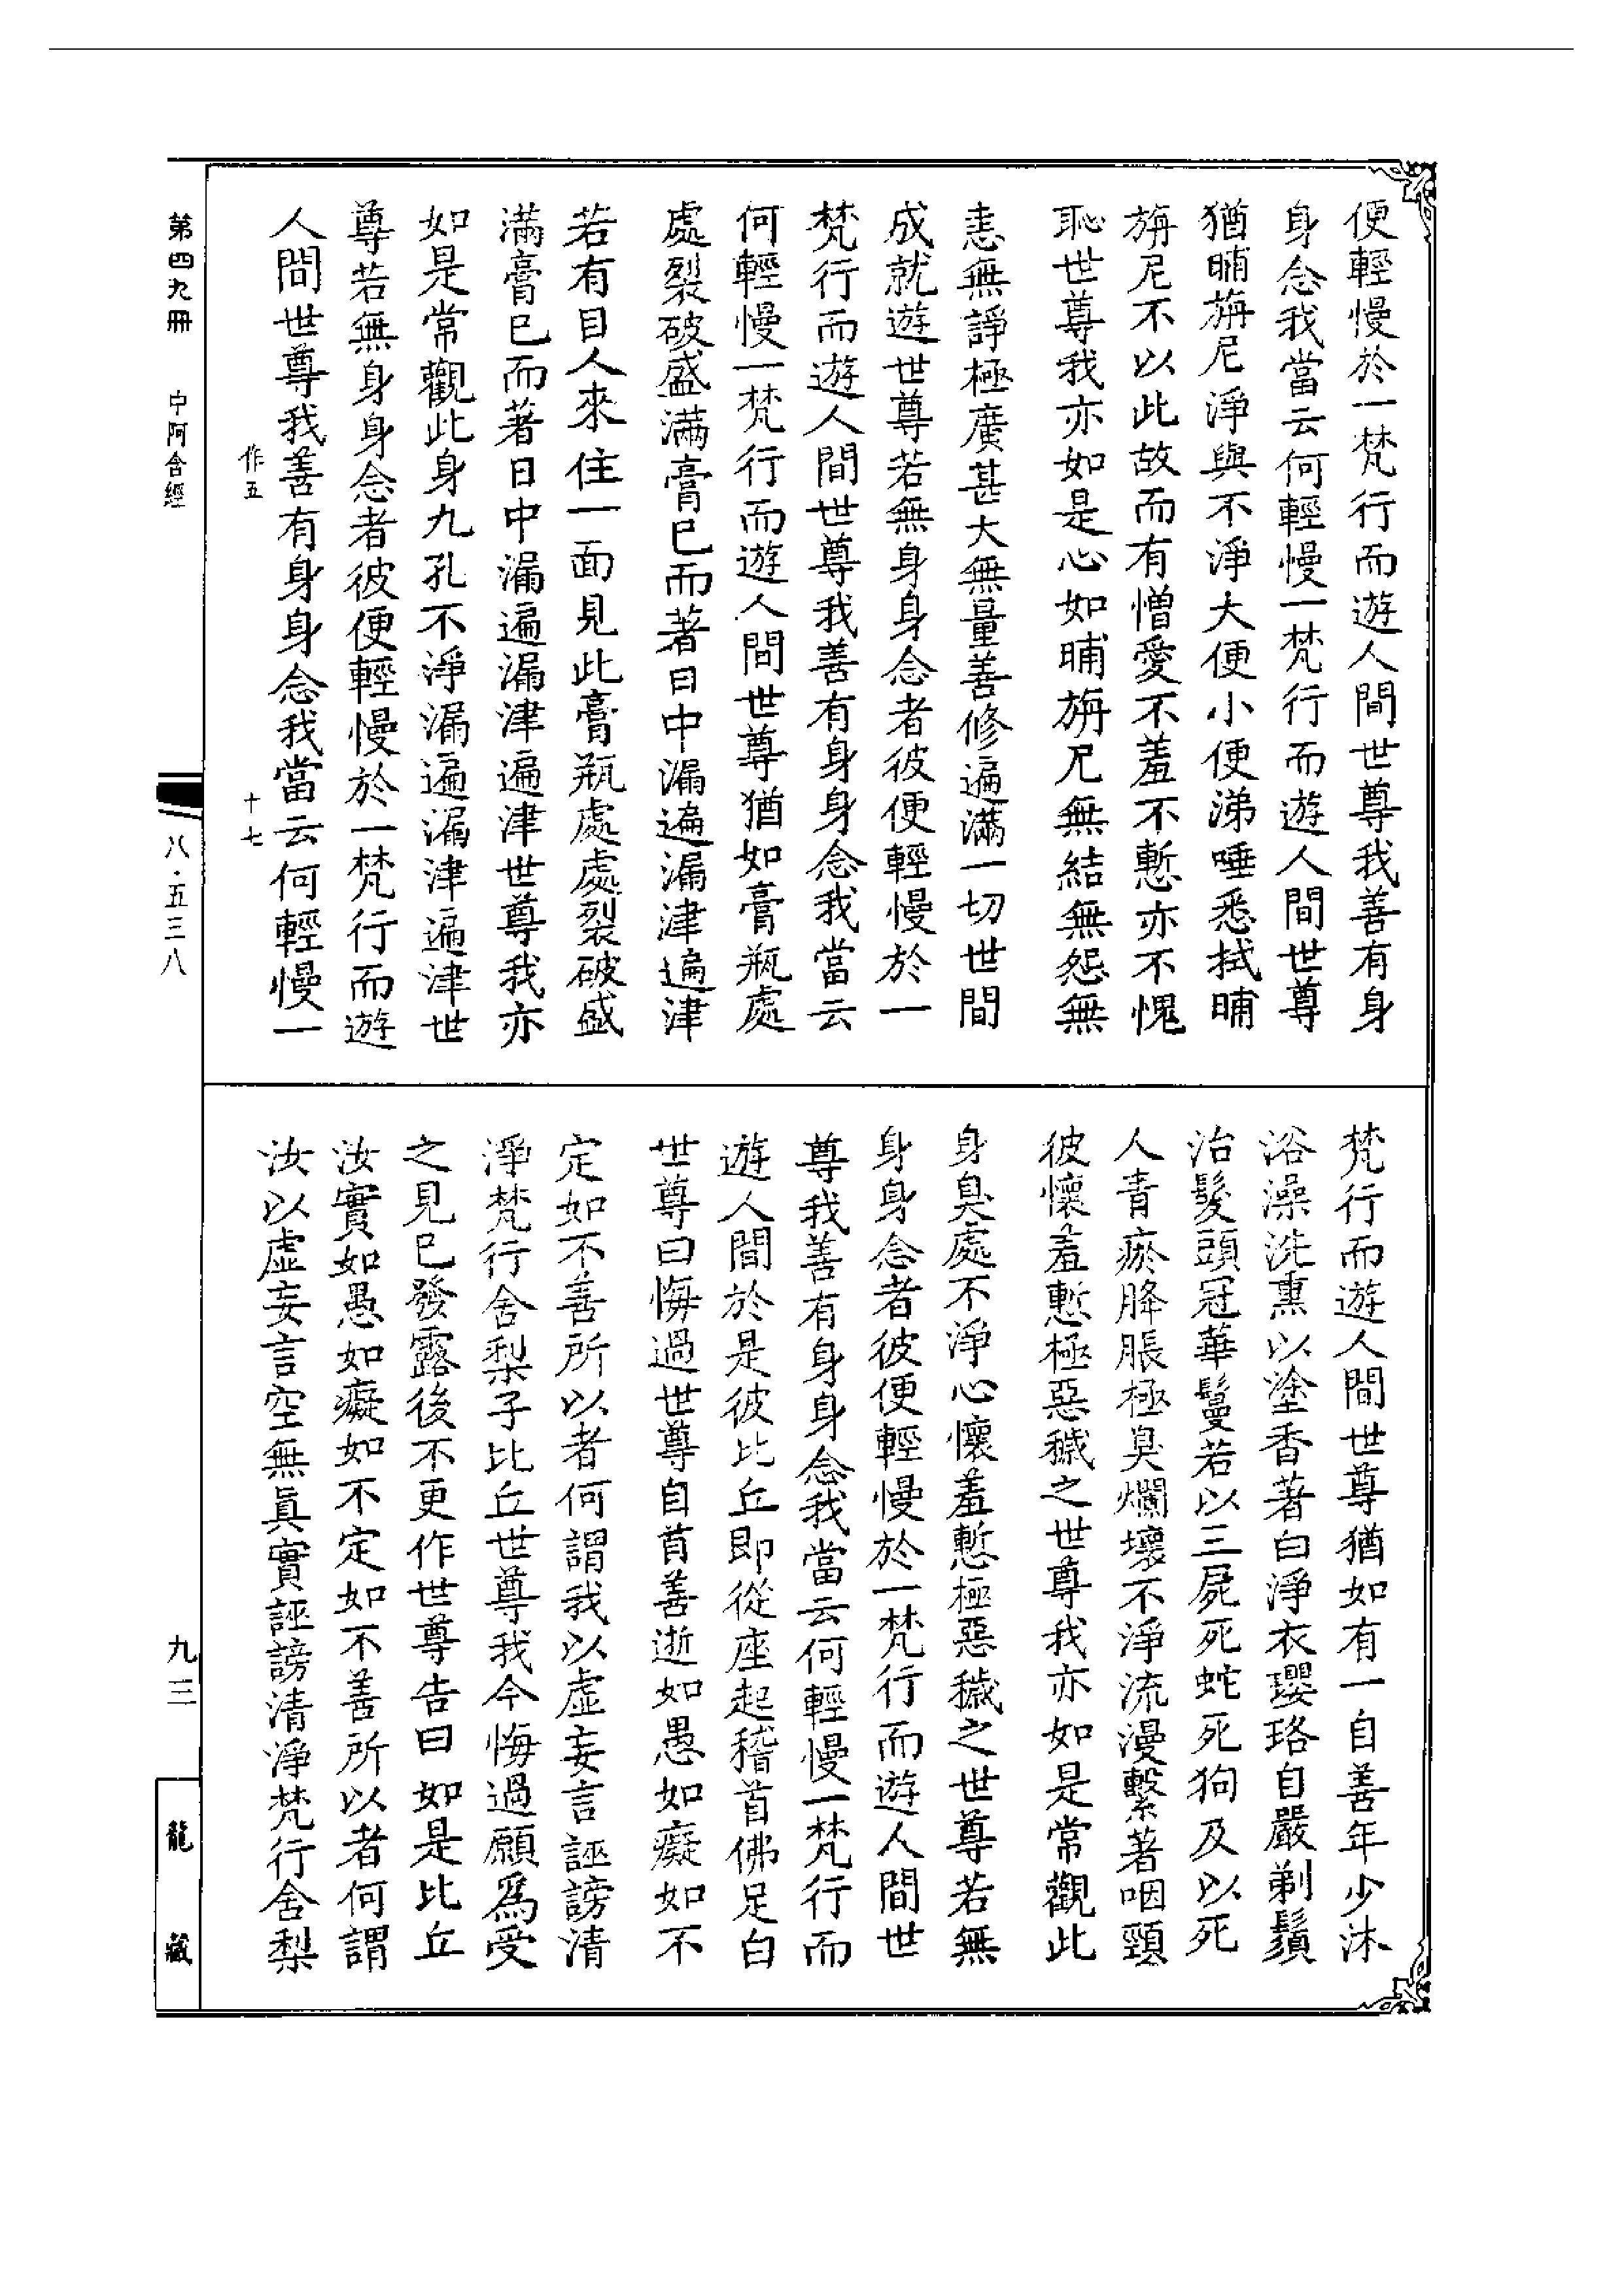 便輕慢於一梵行而遊人間世尊我善有身
身念我當云何輕慢一梵行而遊人間世尊
猶晡旃尼淨與不淨大便小便涕唾悉拭晡
旃尼不以此故而有憎愛不羞不慙亦不愧
恥世尊我亦如是心如晡旃尼無結無怨無
恚無諍極廣甚大無量善修遍滿一切世間
成就遊世尊若無身身念者彼便輕慢於一
梵行而遊人間世尊我善有身身念我當云
何輕慢一梵行而遊人間世尊猶如膏瓶處
處裂破盛滿膏已而著日中漏遍漏津遍津
若有目人來住一面見此膏瓶處處裂破盛
滿膏已而著日中漏遍漏津遍津世尊我亦
如是常觀此身九孔不淨漏遍漏津遍津世
尊若無身身念者彼便輕慢於一梵行而遊
人間世尊我善有身身念我當云何輕慢一
作五 十七
梵行而遊人間世尊猶如有一自善年少沐
浴澡洗熏以塗香著白淨衣瓔珞自嚴剃鬚
治髮頭冠華鬘若以三屍死蛇死狗及以死
人青瘀膖脹極臭爛壞不淨流漫繫著咽頸
彼懷羞慙極惡穢之世尊我亦如是常觀此
身臭處不淨心懷羞慙極惡穢之世尊若無
身身念者彼便輕慢於一梵行而遊人間世
尊我善有身身念我當云何輕慢一梵行而
遊人間於是彼比丘即從座起稽首佛足白
世尊曰悔過世尊自首善逝如愚如癡如不
定如不善所以者何謂我以虛妄言誣謗清
淨梵行舍梨子比丘世尊我今悔過願為受
之見已發露後不更作世尊告曰如是比丘
汝實如愚如癡如不定如不善所以者何謂
汝以虛妄言空無真實誣謗清淨梵行舍梨
第四九冊 中阿含經
八·五三八
九三
龍藏